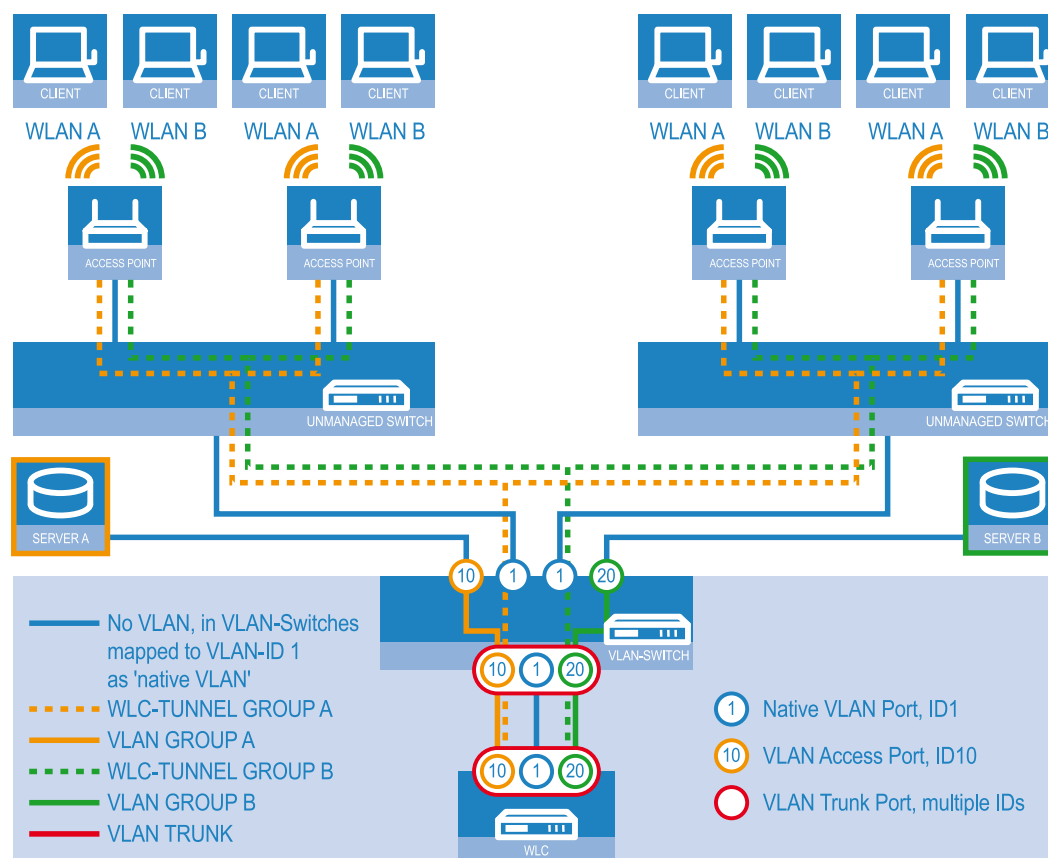 CLIENT CLIENT CLIENT CLIENT CLIENT CLIENT CLIENT CLIENT
WLAN A WLAN B WLAN A WLAN B WLAN A WLAN B WLAN A WLAN B
ACCESS POINT ACCESS POINT ACCESS POINT ACCESS POINT
UNMANAGED SWITCH UNMANAGED SWITCH
SERVER A SERVER B
10 1 1 20
No VLAN, in VLAN-Switches
mapped to VLAN-ID 1
as 'native VLAN'
WLC-TUNNEL GROUP A
VLAN GROUP A
WLC-TUNNEL GROUP B
VLAN GROUP B
VLAN TRUNK
VLAN-SWITCH
10 1 20
10 1 20
WLC
1 Native VLAN Port, ID1
10 VLAN Access Port, ID10
VLAN Trunk Port, multiple IDs